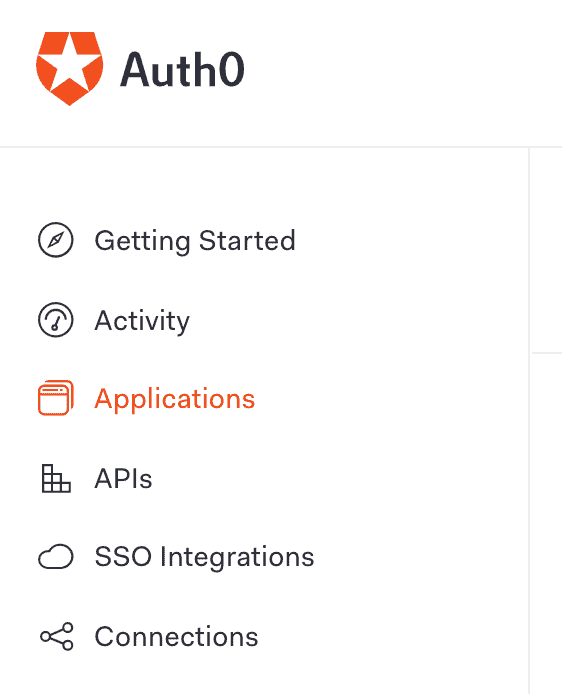 Auth0
Getting Started
Activity
Applications
APIs
SSO Integrations
Connections